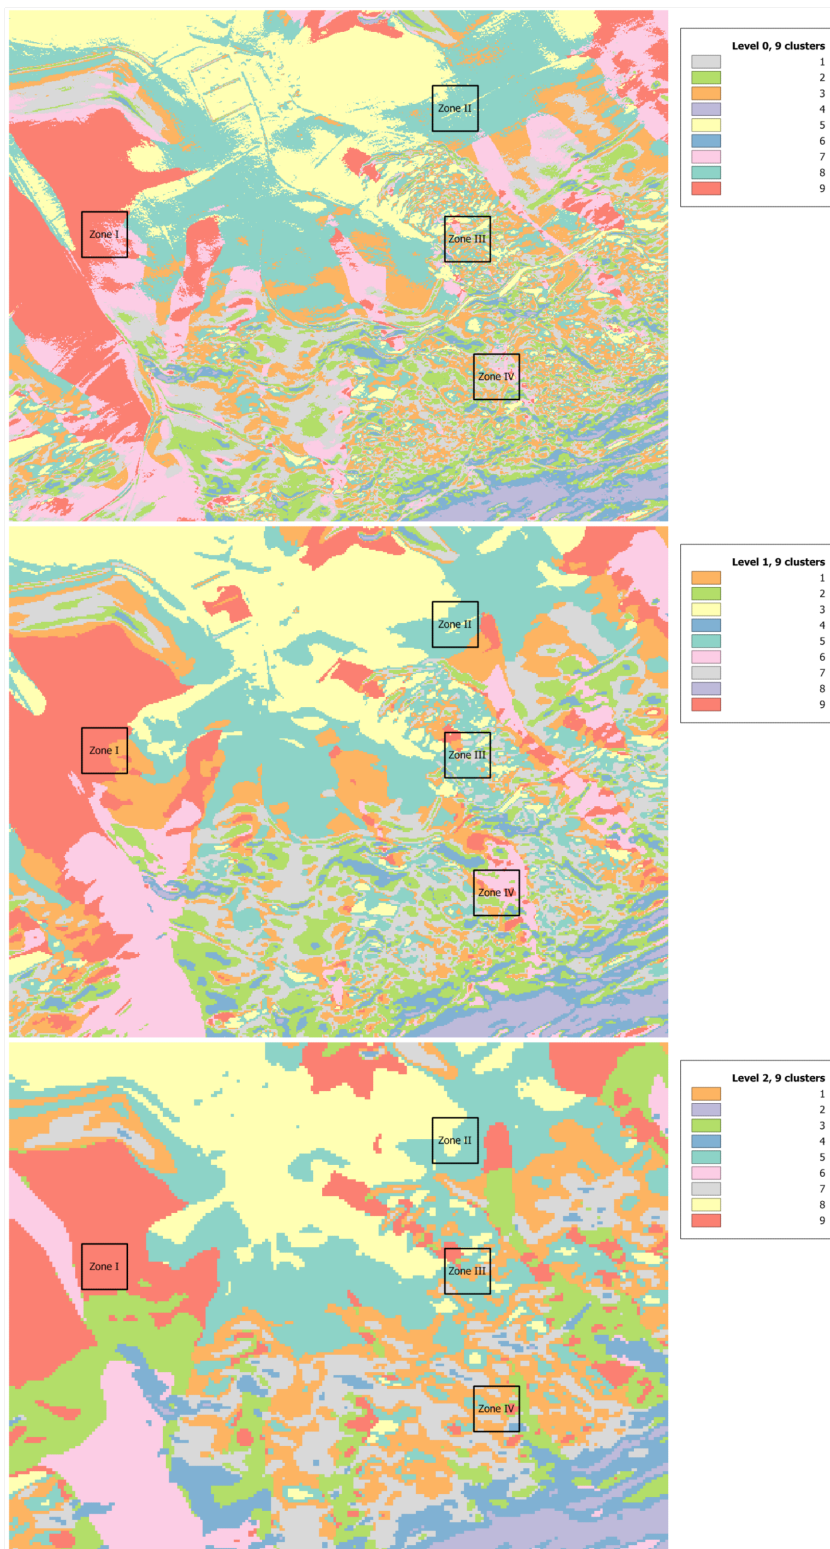 Level 0, 9 clusters
1
2
3
4
5
6
7
8
9
Zone II
Zone I
Zone III
Zone IV
Level 1, 9 clusters
1
2
3
4
5
6
7
8
9
Zone II
Zone I
Zone III
Zone IV
Level 2, 9 clusters
1
2
3
4
5
6
7
8
9
Zone II
Zone I
Zone III
Zone IV